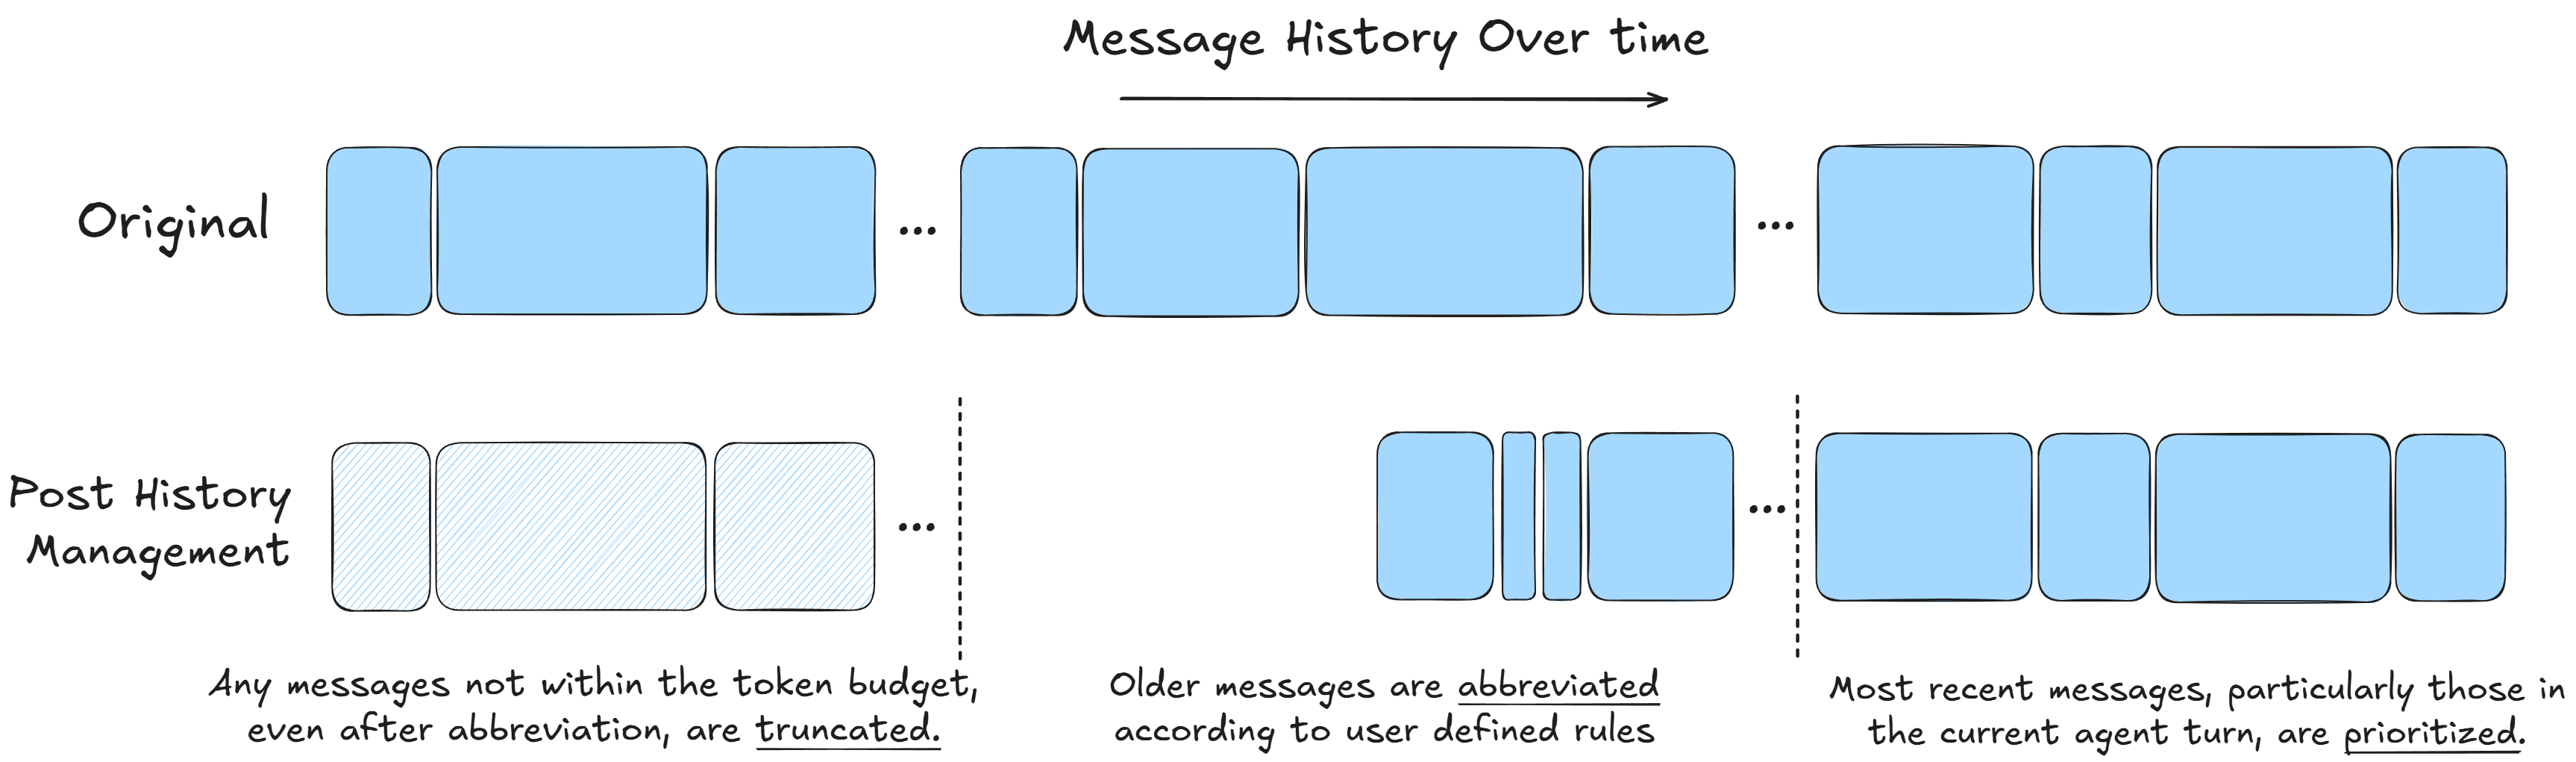 Message History Over time
Original
...
...
Post History
Management
...
...
Any messages not within the token budget,
even after abbreviation, are truncated.
Older messages are abbreviated
according to user defined rules
Most recent messages, particularly those in
the current agent turn, are prioritized.